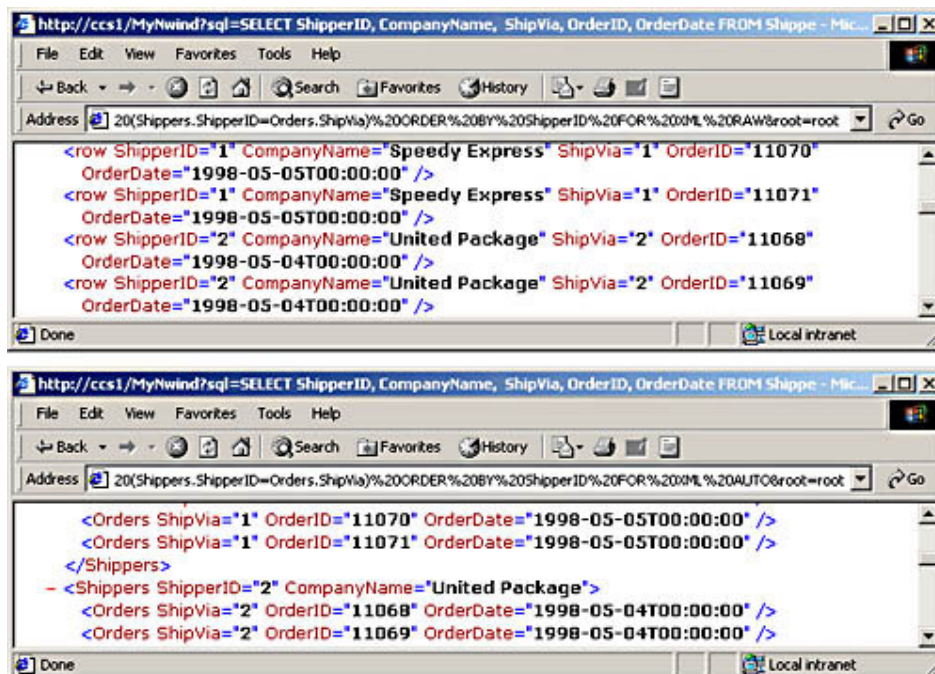 http://ccs1/MyNwind?sql=SELECT ShipperID, CompanyName, ShipVia, OrderID, OrderDate FROM Shippe - Mic...
File Edit View Favorites Tools Help
Back Search Favorites History
Address 20(Shippers.ShipperID=Orders.ShipVia)%20ORDER%20BY%20ShipperID%20FOR%20XML%20RAW&root=root Go
<row ShipperID="1" CompanyName="Speedy Express" ShipVia="1" OrderID="11070"
OrderDate="1998-05-05T00:00:00" />
<row ShipperID="1" CompanyName="Speedy Express" ShipVia="1" OrderID="11071"
OrderDate="1998-05-05T00:00:00" />
<row ShipperID="2" CompanyName="United Package" ShipVia="2" OrderID="11068"
OrderDate="1998-05-04T00:00:00" />
<row ShipperID="2" CompanyName="United Package" ShipVia="2" OrderID="11069"
OrderDate="1998-05-04T00:00:00" />
Done Local intranet
http://ccs1/MyNwind?sql=SELECT ShipperID, CompanyName, ShipVia, OrderID, OrderDate FROM Shippe - Mic...
File Edit View Favorites Tools Help
Back Search Favorites History
Address 20(Shippers.ShipperID=Orders.ShipVia)%20ORDER%20BY%20ShipperID%20FOR%20XML%20AUTO&root=root Go
<Orders ShipVia="1" OrderID="11070" OrderDate="1998-05-05T00:00:00" />
<Orders ShipVia="1" OrderID="11071" OrderDate="1998-05-05T00:00:00" />
</Shippers>
- <Shippers ShipperID="2" CompanyName="United Package">
<Orders ShipVia="2" OrderID="11068" OrderDate="1998-05-04T00:00:00" />
<Orders ShipVia="2" OrderID="11069" OrderDate="1998-05-04T00:00:00" />
Done Local intranet